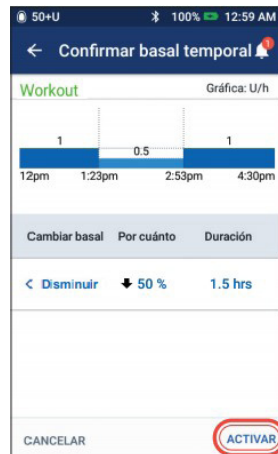 50+U 100% 12:59 AM
Confirmar basal temporal
Workout Gráfica: U/h
1 0.5 1
12pm 1:23pm 2:53pm 4:30pm
Cambiar basal Por cuánto Duración
Disminuir 50 % 1.5 hrs
CANCELAR ACTIVAR